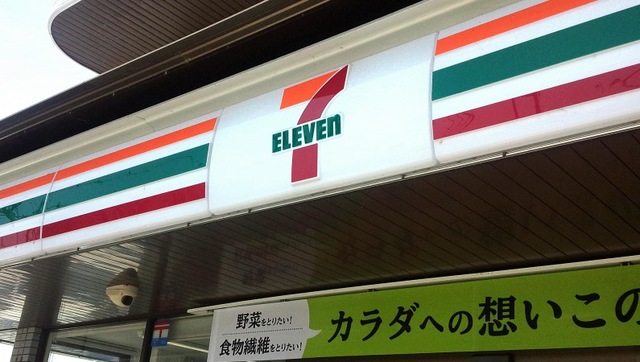 7
ELEVEn
野菜をとりたい!
食物繊維をとりたい!
カラダへの想いこの